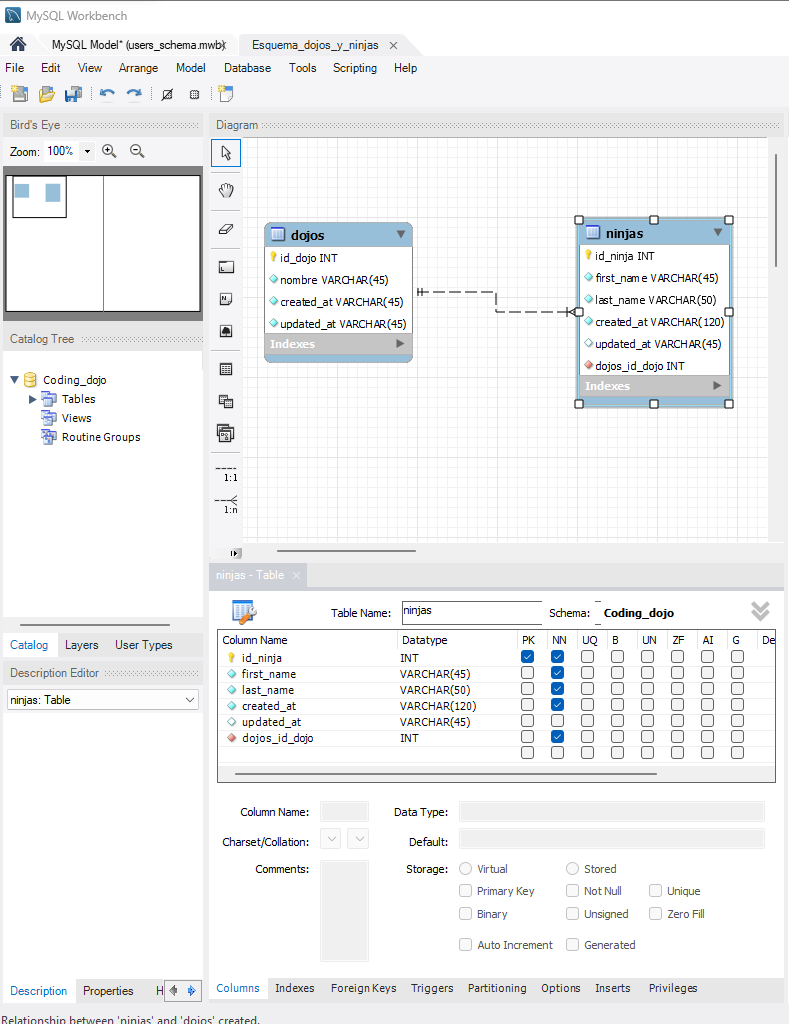 MySQL Workbench
MySQL Model* (users_schema.mwb)
Esquema_dojos_y_ninjas
File Edit View Arrange Model Database Tools Scripting Help
Bird's Eye
Zoom: 100%
Diagram
dojos
id_dojo INT
nombre VARCHAR(45)
created_at VARCHAR(45)
updated_at VARCHAR(45)
Indexes
ninjas
id_ninja INT
first_name VARCHAR(45)
last_name VARCHAR(50)
created_at VARCHAR(120)
updated_at VARCHAR(45)
dojos_id_dojo INT
Indexes
1:1
1:n
Catalog Tree
Coding_dojo
Tables
Views
Routine Groups
Catalog Layers User Types
Description Editor
ninjas: Table
Description Properties H
ninjas - Table
Table Name: ninjas Schema: Coding_dojo
Column Name Datatype PK NN UQ B UN ZF AI G De
id_ninja INT
first_name VARCHAR(45)
last_name VARCHAR(50)
created_at VARCHAR(120)
updated_at VARCHAR(45)
dojos_id_dojo INT
Column Name: Data Type:
Charset/Collation: Default:
Comments: Storage: Virtual Stored
Primary Key Not Null Unique
Binary Unsigned Zero Fill
Auto Increment Generated
Columns Indexes Foreign Keys Triggers Partitioning Options Inserts Privileges
Relationship between 'ninjas' and 'dojos' created.